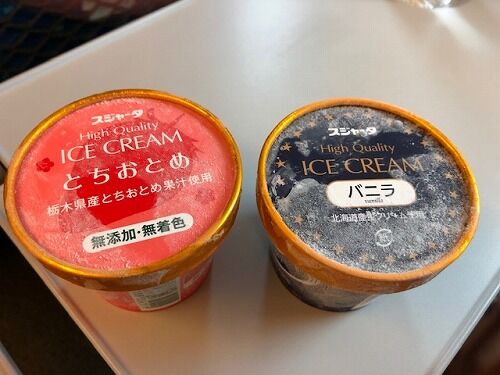 スジャータ
High Quality
ICE CREAM
とちおとめ
栃木県産とちおとめ果汁使用
無添加・無着色
スジャータ
High Quality
ICE CREAM
バニラ
vanilla
北海道産生クリーム使用